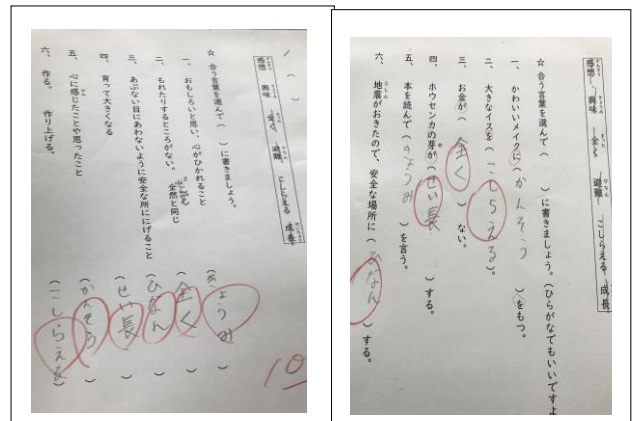 感想 興味 全く 避難 こしらえる 成長
☆ 合う言葉を選んで（　）に書きましょう。
一、おもしろいと思い、心がひかれること （きょうみ）
二、もれたりするところがない。 全然と同じ （全く）
三、あぶない目にあわないように安全な所ににげること （ひなん）
四、育って大きくなる （せい長）
五、心に感じたことや思ったこと （かんそう）
六、作る。 作り上げる。 （こしらえる）
10
感想 興味 全く 避難 こしらえる 成長
☆ 合う言葉を選んで（　）に書きましょう。（ひらがなでもいいですよ
一、かわいいメイクに（かんそう）をもつ。
二、大きなイスを（こしらえる）。
三、お金が（全く）ない。
四、ホウセンカの芽が（せい長）する。
五、本を読んで（きょうみ）を言う。
六、地震がおきたので、安全な場所に（ひなん）する。